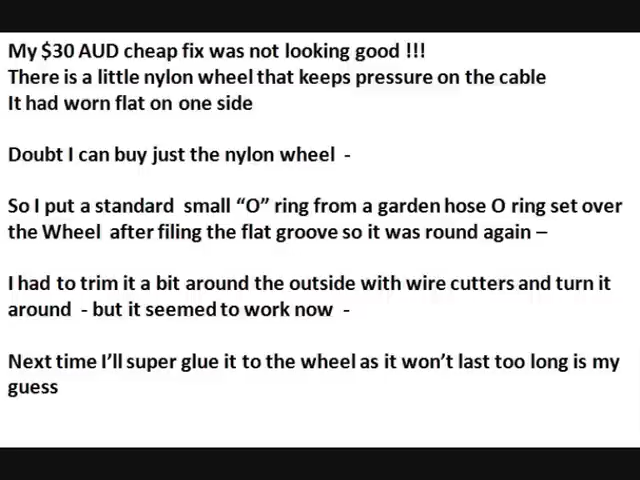 My $30 AUD cheap fix was not looking good !!!
There is a little nylon wheel that keeps pressure on the cable
It had worn flat on one side
Doubt I can buy just the nylon wheel -
So I put a standard small “O” ring from a garden hose O ring set over
the Wheel after filing the flat groove so it was round again –
I had to trim it a bit around the outside with wire cutters and turn it
around - but it seemed to work now -
Next time I’ll super glue it to the wheel as it won’t last too long is my
guess